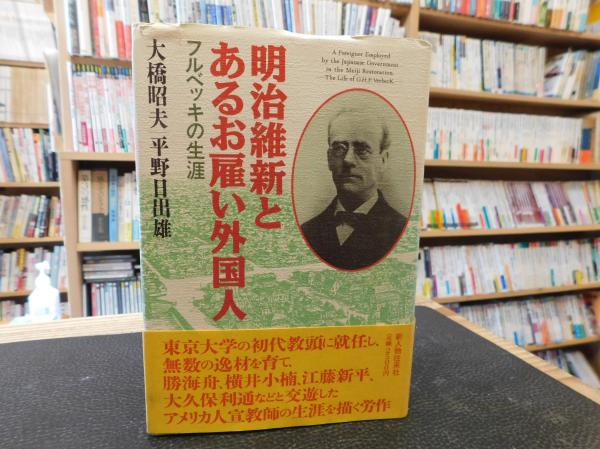 明治維新と
あるお雇い外国人
フルベッキの生涯
大橋昭夫 平野日出雄
A Foreigner Employed
by the Japanese Government
in the Meiji Restoration.
The Life of G.H.F. Verbeck.
東京大学の初代教頭に就任し、
無数の逸材を育て、
勝海舟、横井小楠、江藤新平、
大久保利通などと交遊した
アメリカ人宣教師の生涯を描く労作
新人物往来社